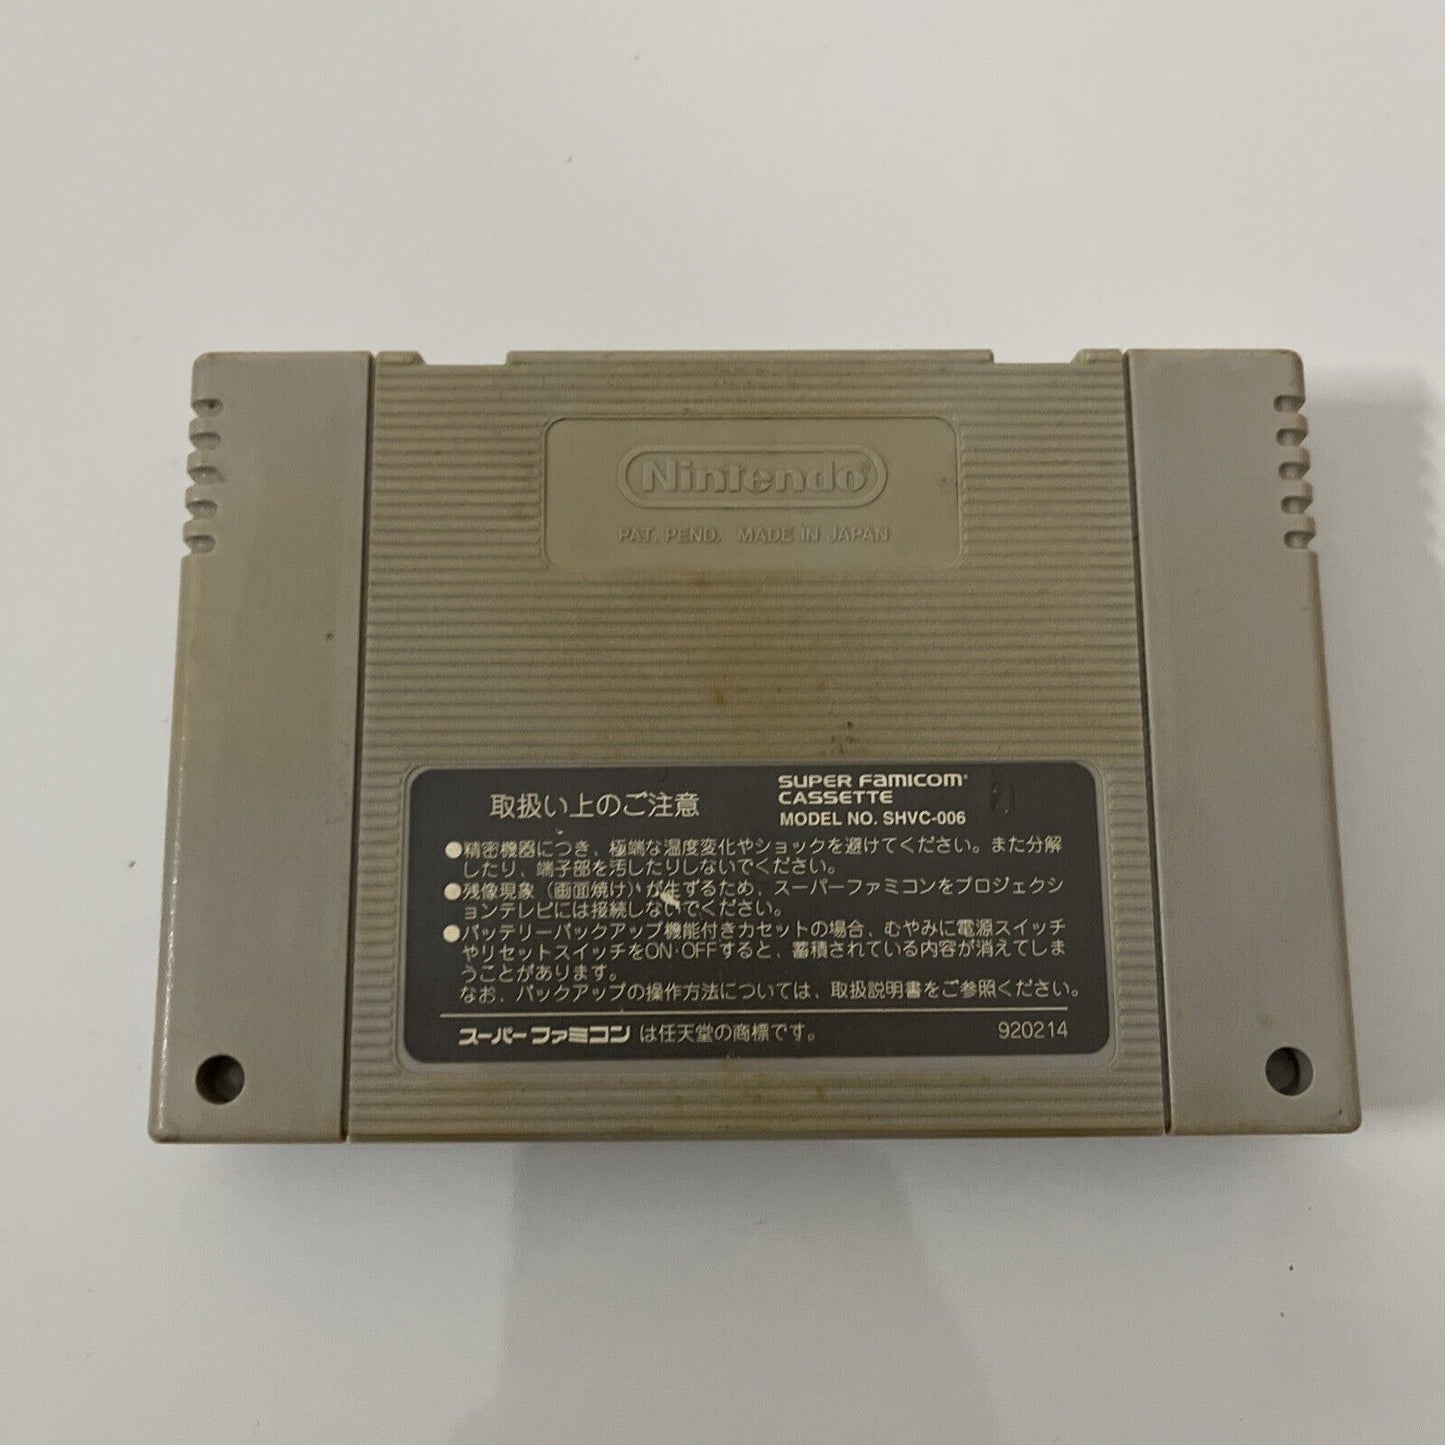 Nintendo®
PAT. PEND. MADE IN JAPAN
取扱い上のご注意
SUPER FAMICOM®
CASSETTE
MODEL NO. SHVC-006
●精密機器につき、極端な温度変化やショックを避けてください。また分解
したり、端子部を汚したりしないでください。
●残像現象（画面焼け）が生ずるため、スーパーファミコンをプロジェクシ
ョンテレビには接続しないでください。
●バッテリーバックアップ機能付きカセットの場合、むやみに電源スイッチ
やリセットスイッチをON·OFFすると、蓄積されている内容が消えてしま
うことがあります。
なお、バックアップの操作方法については、取扱説明書をご参照ください。
スーパーファミコン は任天堂の商標です。
920214